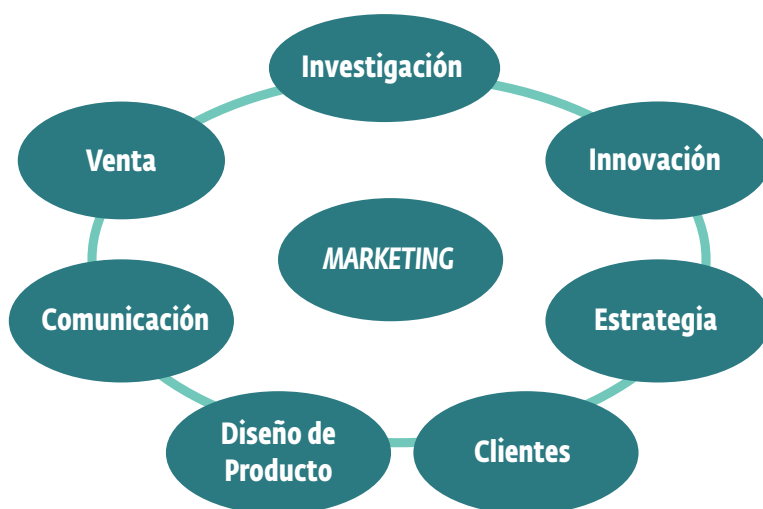 Investigación
Venta
Innovación
MARKETING
Comunicación
Estrategia
Diseño de
Producto
Clientes